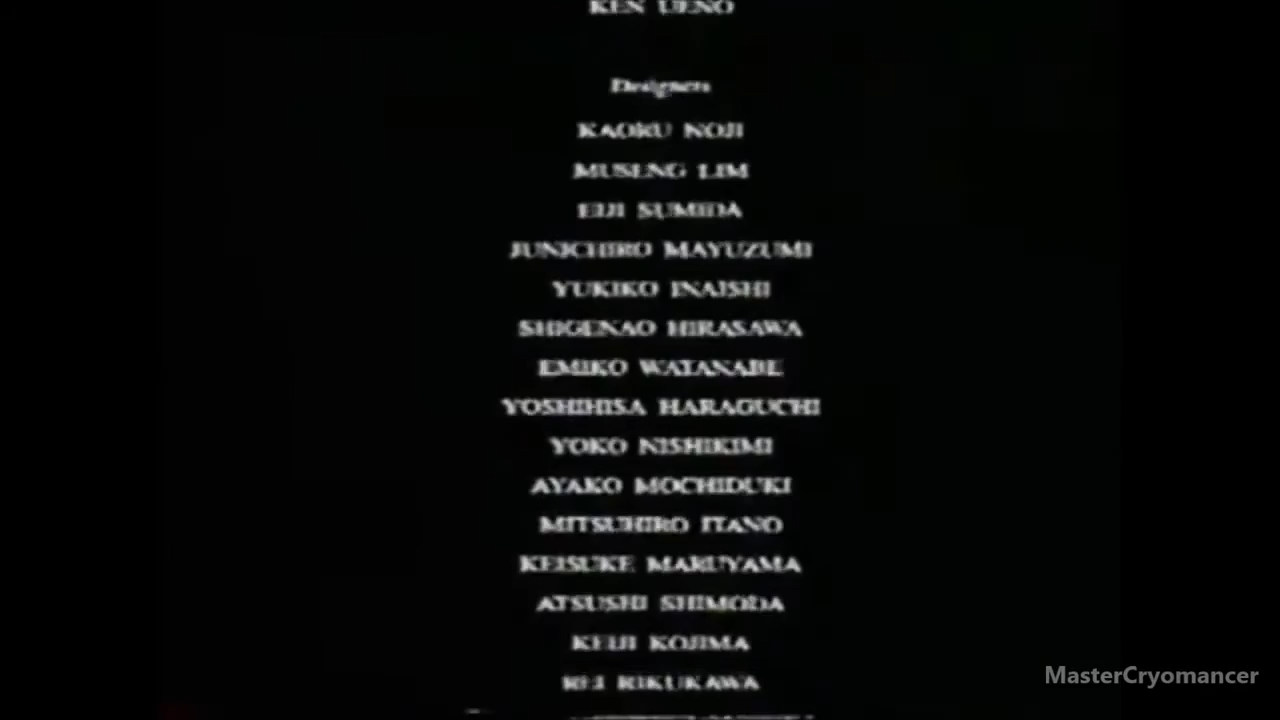 KEN UENO
Designers
KAORU NOJI
MUSENG LIM
EIJI SUMIDA
JUNICHIRO MAYUZUMI
YUKIKO INAISHI
SHIGENAO HIRASAWA
EMIKO WATANABE
YOSHIHISA HARAGUCHI
YOKO NISHIKIMI
AYAKO MOCHIDUKI
MITSUHIRO ITANO
KEISUKE MARUYAMA
ATSUSHI SHIMODA
KEIJI KOJIMA
REI RIKUKAWA
MasterCryomancer